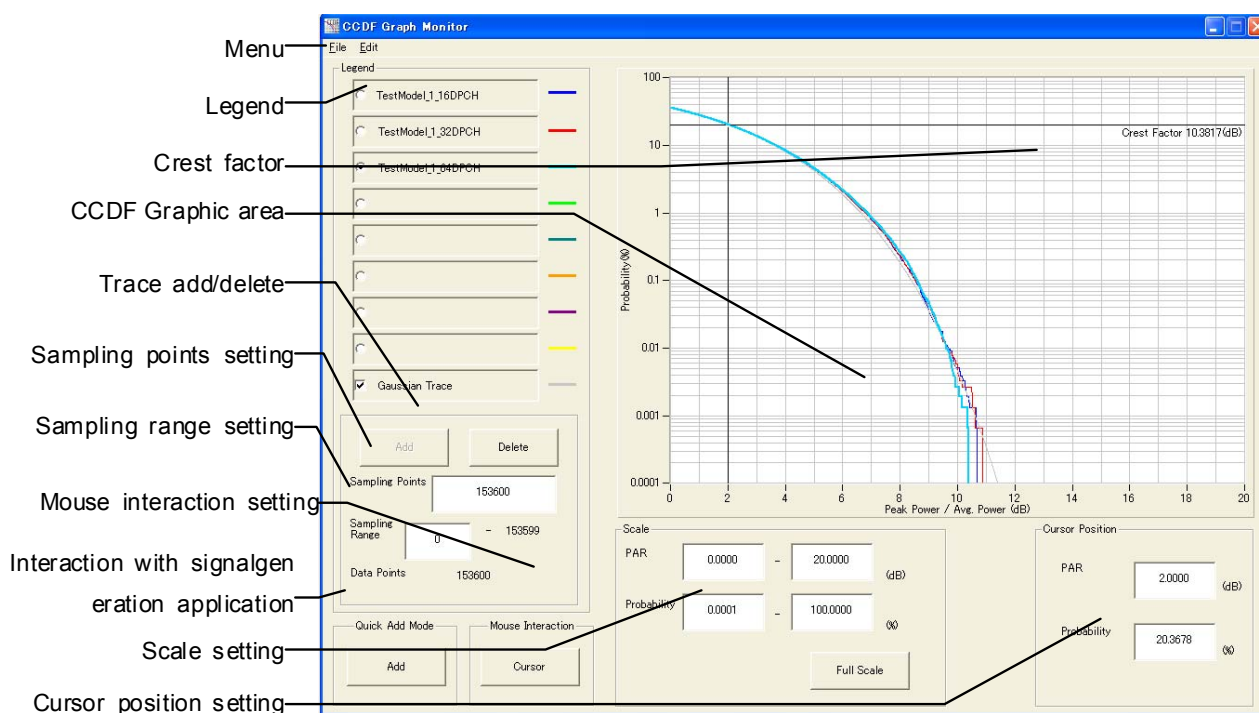 CCDF Graph Monitor
File Edit
Menu
Legend
Crest factor
CCDF Graphic area
Trace add/delete
Sampling points setting
Sampling range setting
Mouse interaction setting
Interaction with signalgen
eration application
Scale setting
Cursor position setting
Legend
TestModel_1_16DPCH
TestModel_1_32DPCH
TestModel_1_64DPCH
Gaussian Trace
Add Delete
Sampling Points 153600
Sampling
Range 0 - 153599
Data Points 153600
Quick Add Mode
Add
Mouse Interaction
Cursor
Crest Factor 10.3817(dB)
Probability(%)
100
10
1
0.1
0.01
0.001
0.0001
0 2 4 6 8 10 12 14 16 18 20
Peak Power / Avg. Power (dB)
Scale
PAR 0.0000 - 20.0000 (dB)
Probability 0.0001 - 100.0000 (%)
Full Scale
Cursor Position
PAR 2.0000 (dB)
Probability 20.3678 (%)